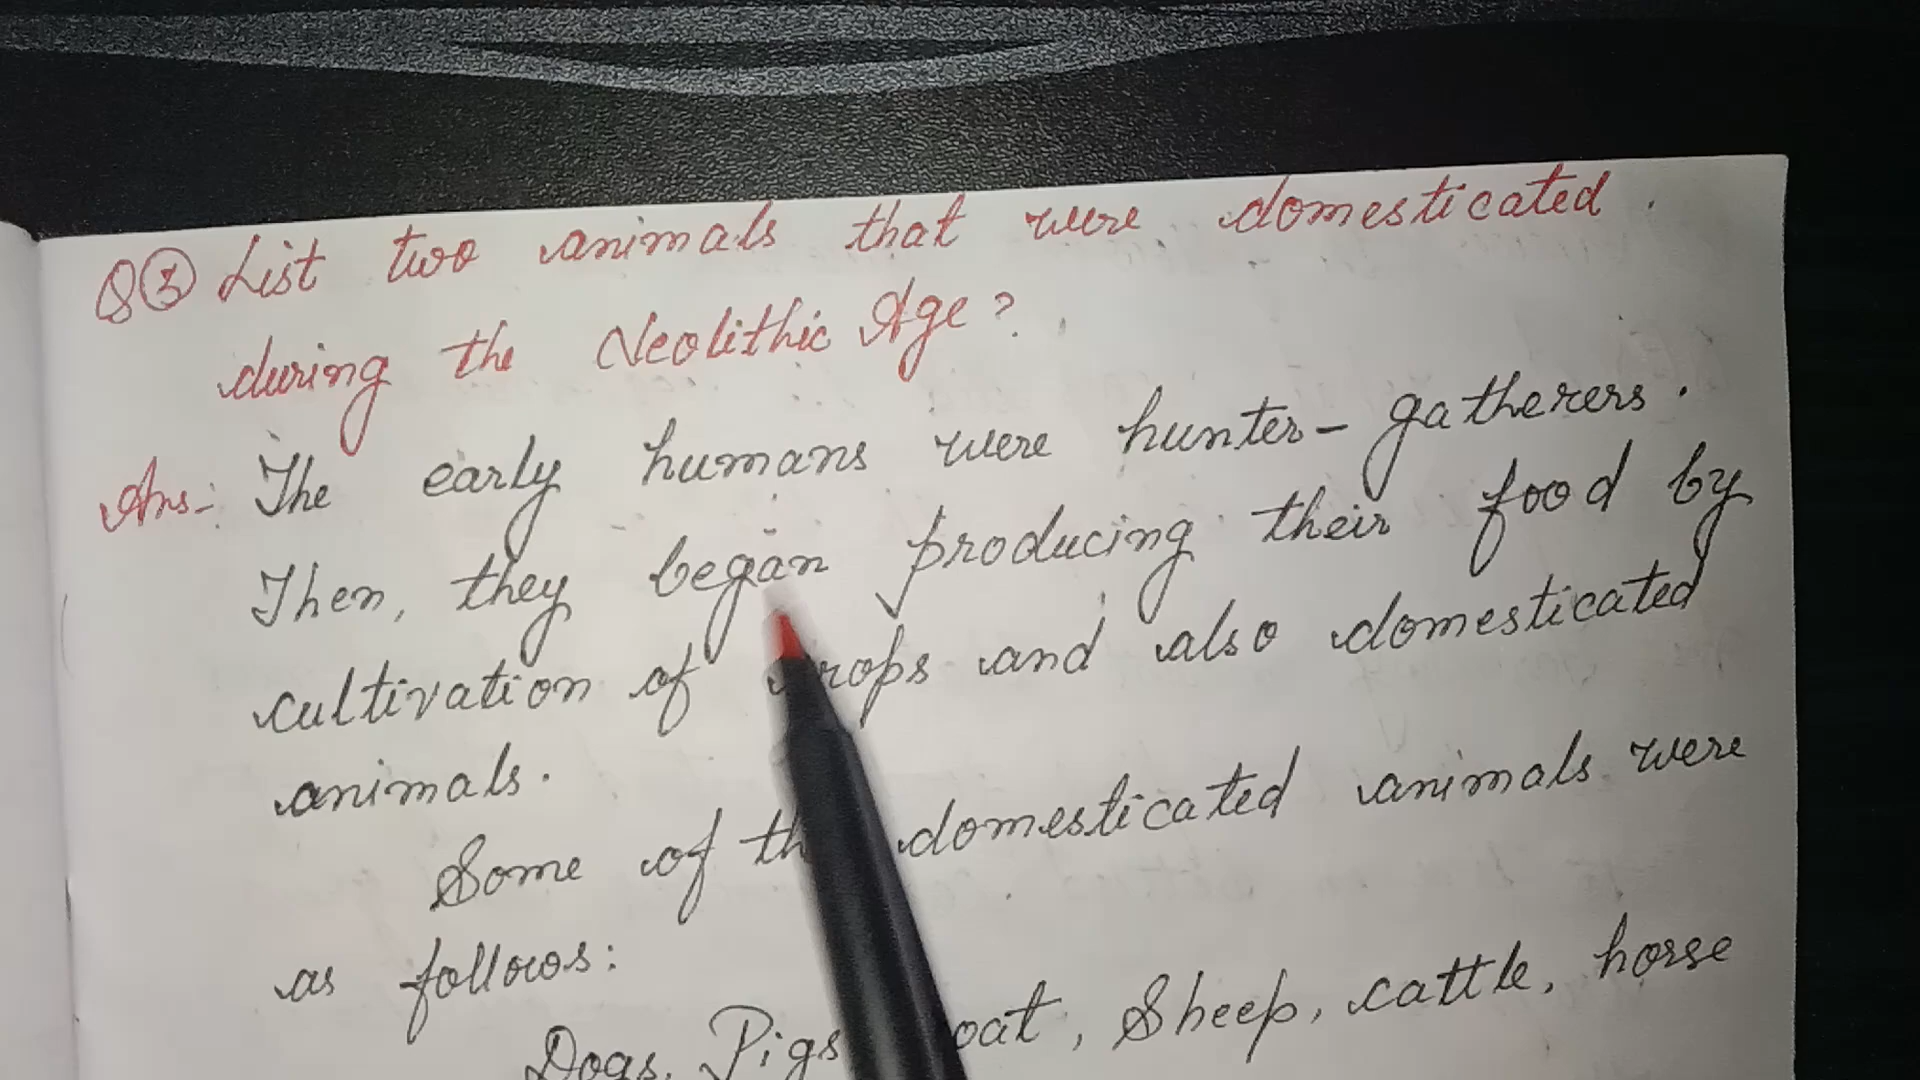 Q③ List two animals that were domesticated
during the Neolithic Age?
Ans-: The early humans were hunter-gatherers.
Then, they began producing their food by
cultivation of crops and also domesticated
animals.
Some of the domesticated animals were
as follows:
Dogs, Pigs, Goat, Sheep, cattle, horse